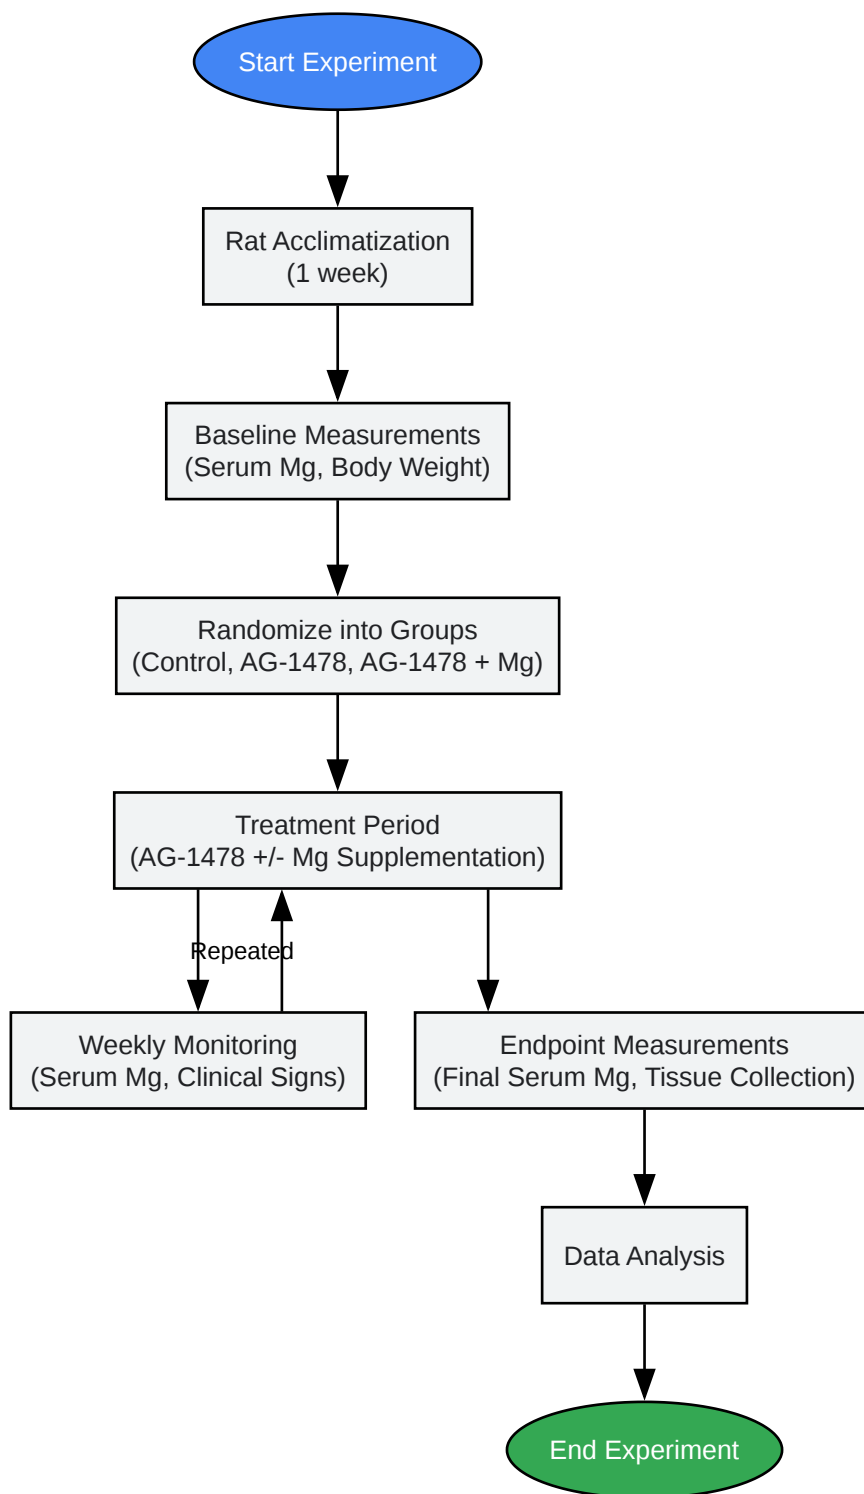 Start Experiment
Rat Acclimatization
(1 week)
Baseline Measurements
(Serum Mg, Body Weight)
Randomize into Groups
(Control, AG-1478, AG-1478 + Mg)
Treatment Period
(AG-1478 +/- Mg Supplementation)
Repeated
Weekly Monitoring
(Serum Mg, Clinical Signs)
Endpoint Measurements
(Final Serum Mg, Tissue Collection)
Data Analysis
End Experiment